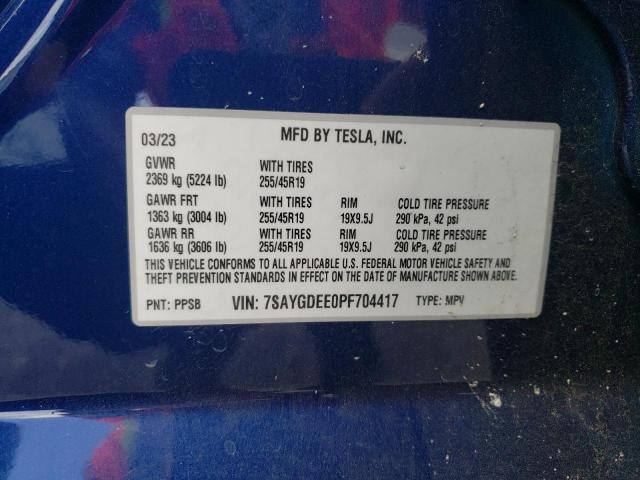 03/23 MFD BY TESLA, INC.
GVWR WITH TIRES
2369 kg (5224 lb) 255/45R19
GAWR FRT WITH TIRES RIM COLD TIRE PRESSURE
1363 kg (3004 lb) 255/45R19 19X9.5J 290 kPa, 42 psi
GAWR RR WITH TIRES RIM COLD TIRE PRESSURE
1636 kg (3606 lb) 255/45R19 19X9.5J 290 kPa, 42 psi
THIS VEHICLE CONFORMS TO ALL APPLICABLE U.S. FEDERAL MOTOR VEHICLE SAFETY AND
THEFT PREVENTION STANDARDS IN EFFECT ON THE DATE OF MANUFACTURE SHOWN ABOVE.
PNT: PPSB VIN: 7SAYGDEE0PF704417 TYPE: MPV